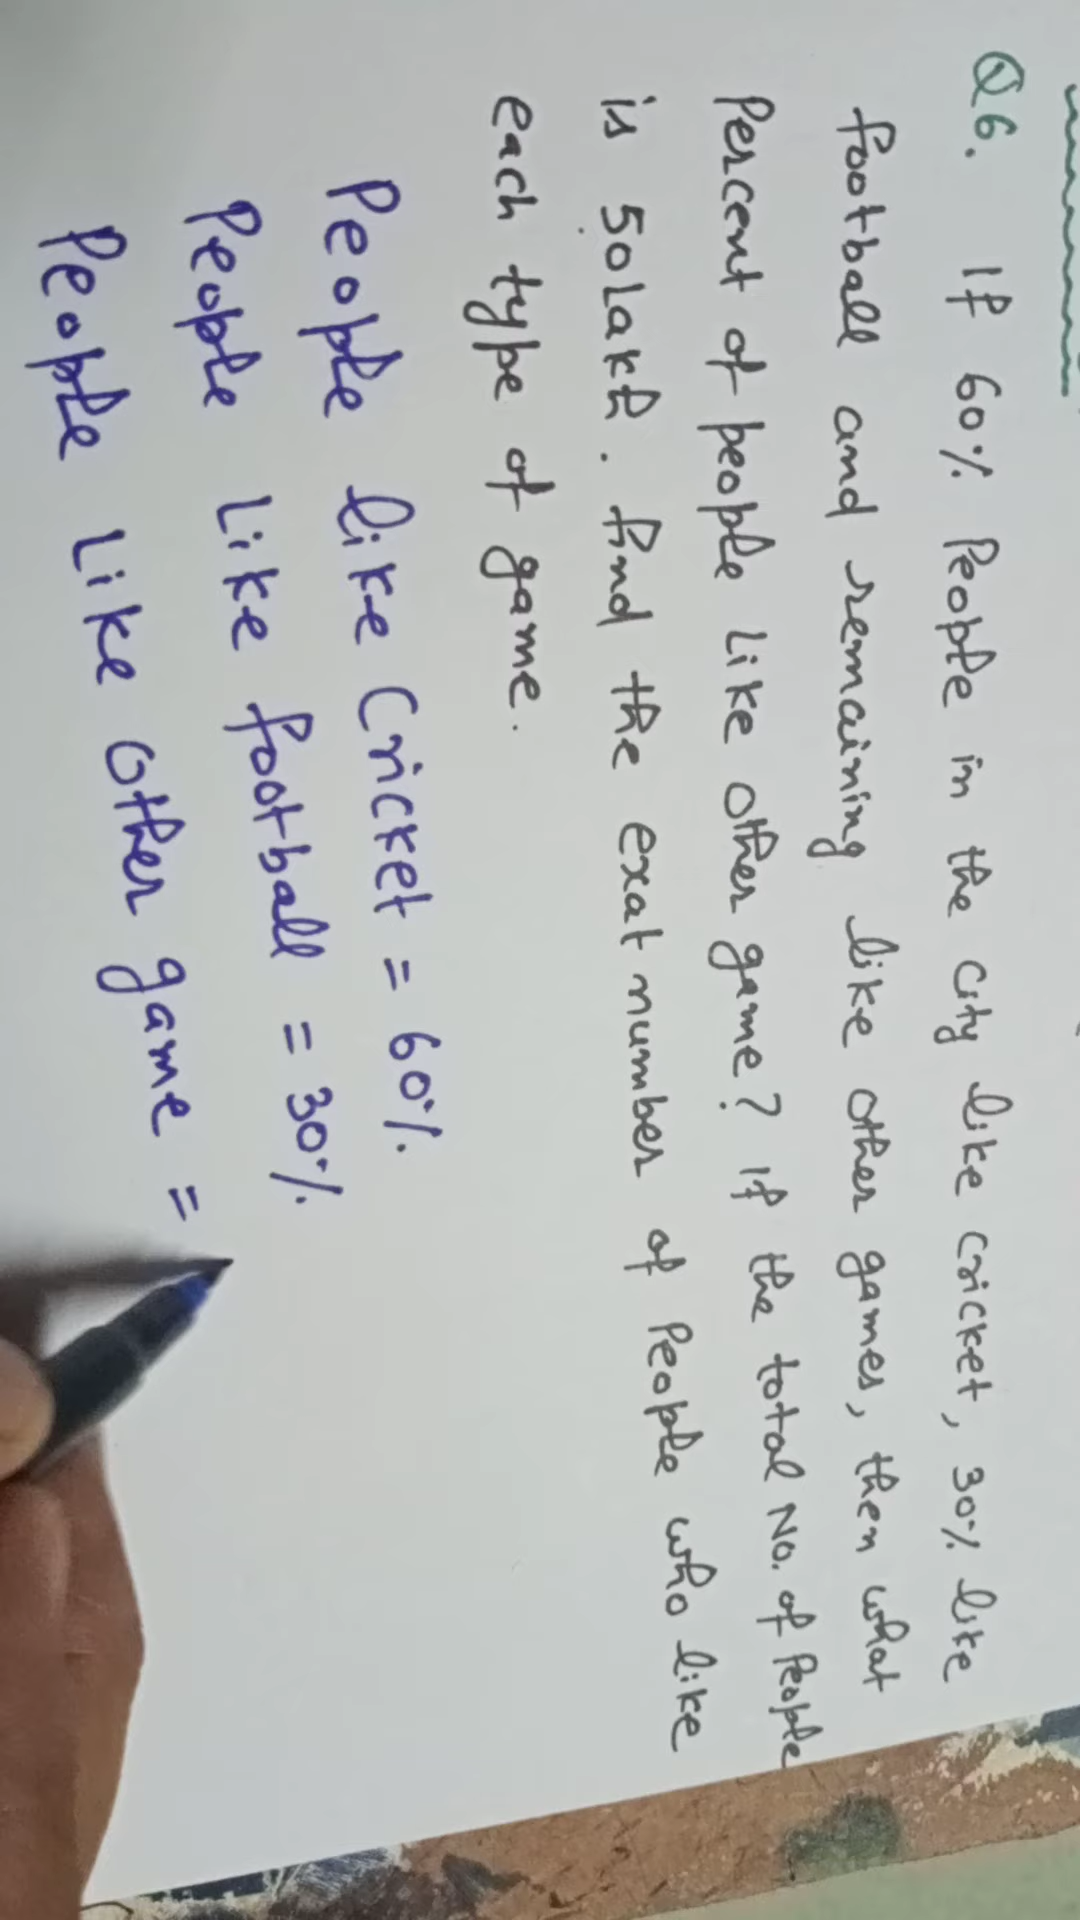 Q6. If 60% People in the city like cricket, 30% like
football and remaining like other games, then what
Percent of people like other game? If the total No. of People
is 50 Lakh. find the exat number of People who like
each type of game.
People like Cricket = 60%
People like football = 30%
People like other game =